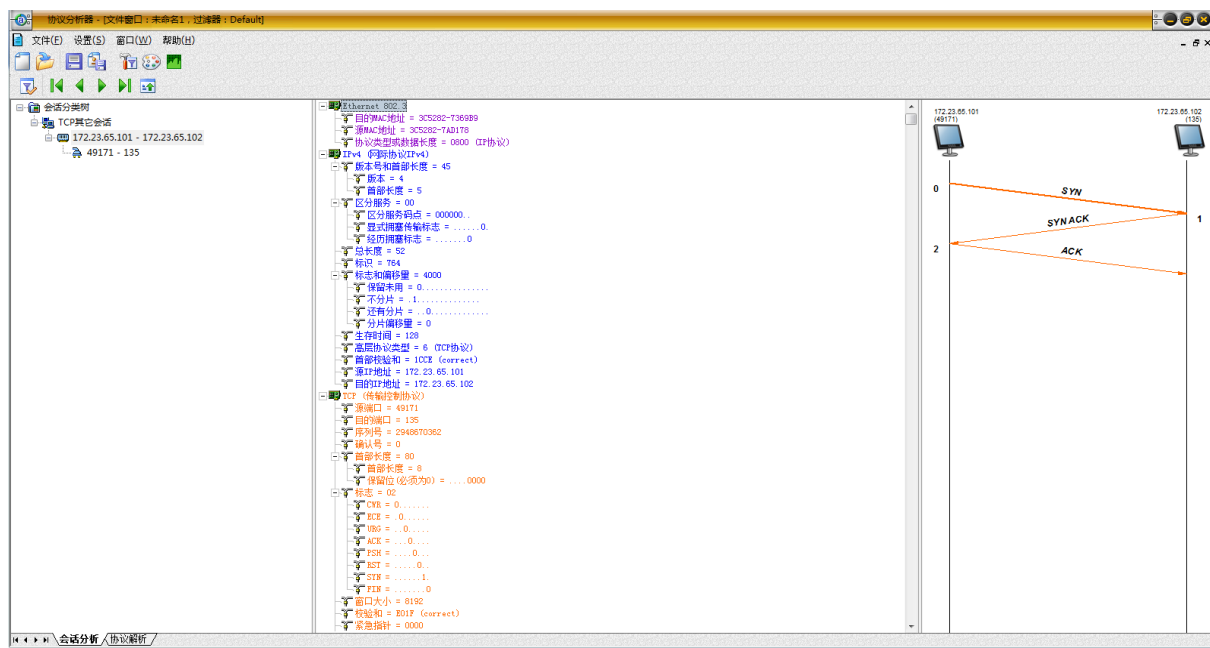 协议分析器 - [文件窗口：未命名1，过滤器：Default]
文件(F) 设置(S) 窗口(W) 帮助(H)
会话分类树
TCP其它会话
172.23.65.101 - 172.23.65.102
49171 - 135
Ethernet 802.3
目的MAC地址 = 3C5282-7369B9
源MAC地址 = 3C5282-7AD178
协议类型或数据长度 = 0800 (IP协议)
IPv4 (网际协议IPv4)
版本号和首部长度 = 45
版本 = 4
首部长度 = 5
区分服务 = 00
区分服务码点 = 000000..
显式拥塞传输标志 = ......0.
经历拥塞标志 = .......0
总长度 = 52
标识 = 764
标志和偏移量 = 4000
保留未用 = 0...............
不分片 = .1..............
还有分片 = ..0.............
分片偏移量 = 0
生存时间 = 128
高层协议类型 = 6 (TCP协议)
首部校验和 = 1CCE (correct)
源IP地址 = 172.23.65.101
目的IP地址 = 172.23.65.102
TCP (传输控制协议)
源端口 = 49171
目的端口 = 135
序列号 = 2948670362
确认号 = 0
首部长度 = 80
首部长度 = 8
保留位(必须为0) = ....0000
标志 = 02
CWR = 0.......
ECE = .0......
URG = ..0.....
ACK = ...0....
PSH = ....0...
RST = .....0..
SYN = ......1.
FIN = .......0
窗口大小 = 8192
校验和 = E01F (correct)
紧急指针 = 0000
172.23.65.101 172.23.65.102
(49171) (135)
0 SYN
SYN ACK 1
2 ACK
会话分析 协议解析